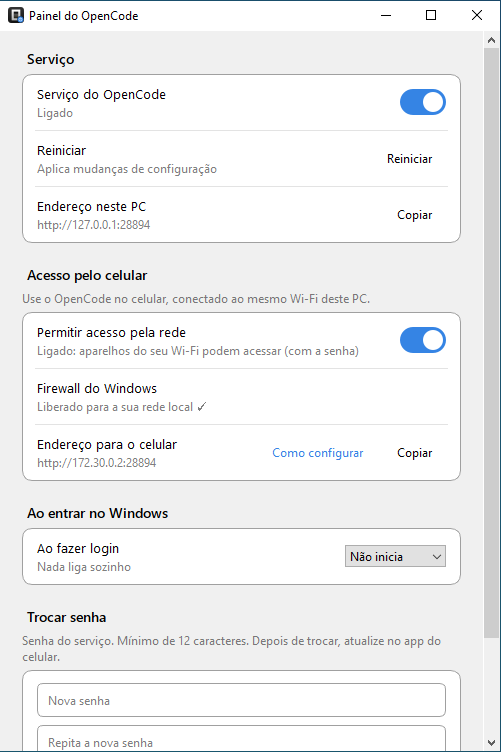 Painel do OpenCode
Serviço
Serviço do OpenCode
Ligado
Reiniciar
Aplica mudanças de configuração
Reiniciar
Endereço neste PC
http://127.0.0.1:28894
Copiar
Acesso pelo celular
Use o OpenCode no celular, conectado ao mesmo Wi-Fi deste PC.
Permitir acesso pela rede
Ligado: aparelhos do seu Wi-Fi podem acessar (com a senha)
Firewall do Windows
Liberado para a sua rede local ✓
Endereço para o celular
http://172.30.0.2:28894
Como configurar
Copiar
Ao entrar no Windows
Ao fazer login
Nada liga sozinho
Não inicia
Trocar senha
Senha do serviço. Mínimo de 12 caracteres. Depois de trocar, atualize no app do
celular.
Nova senha
Repita a nova senha